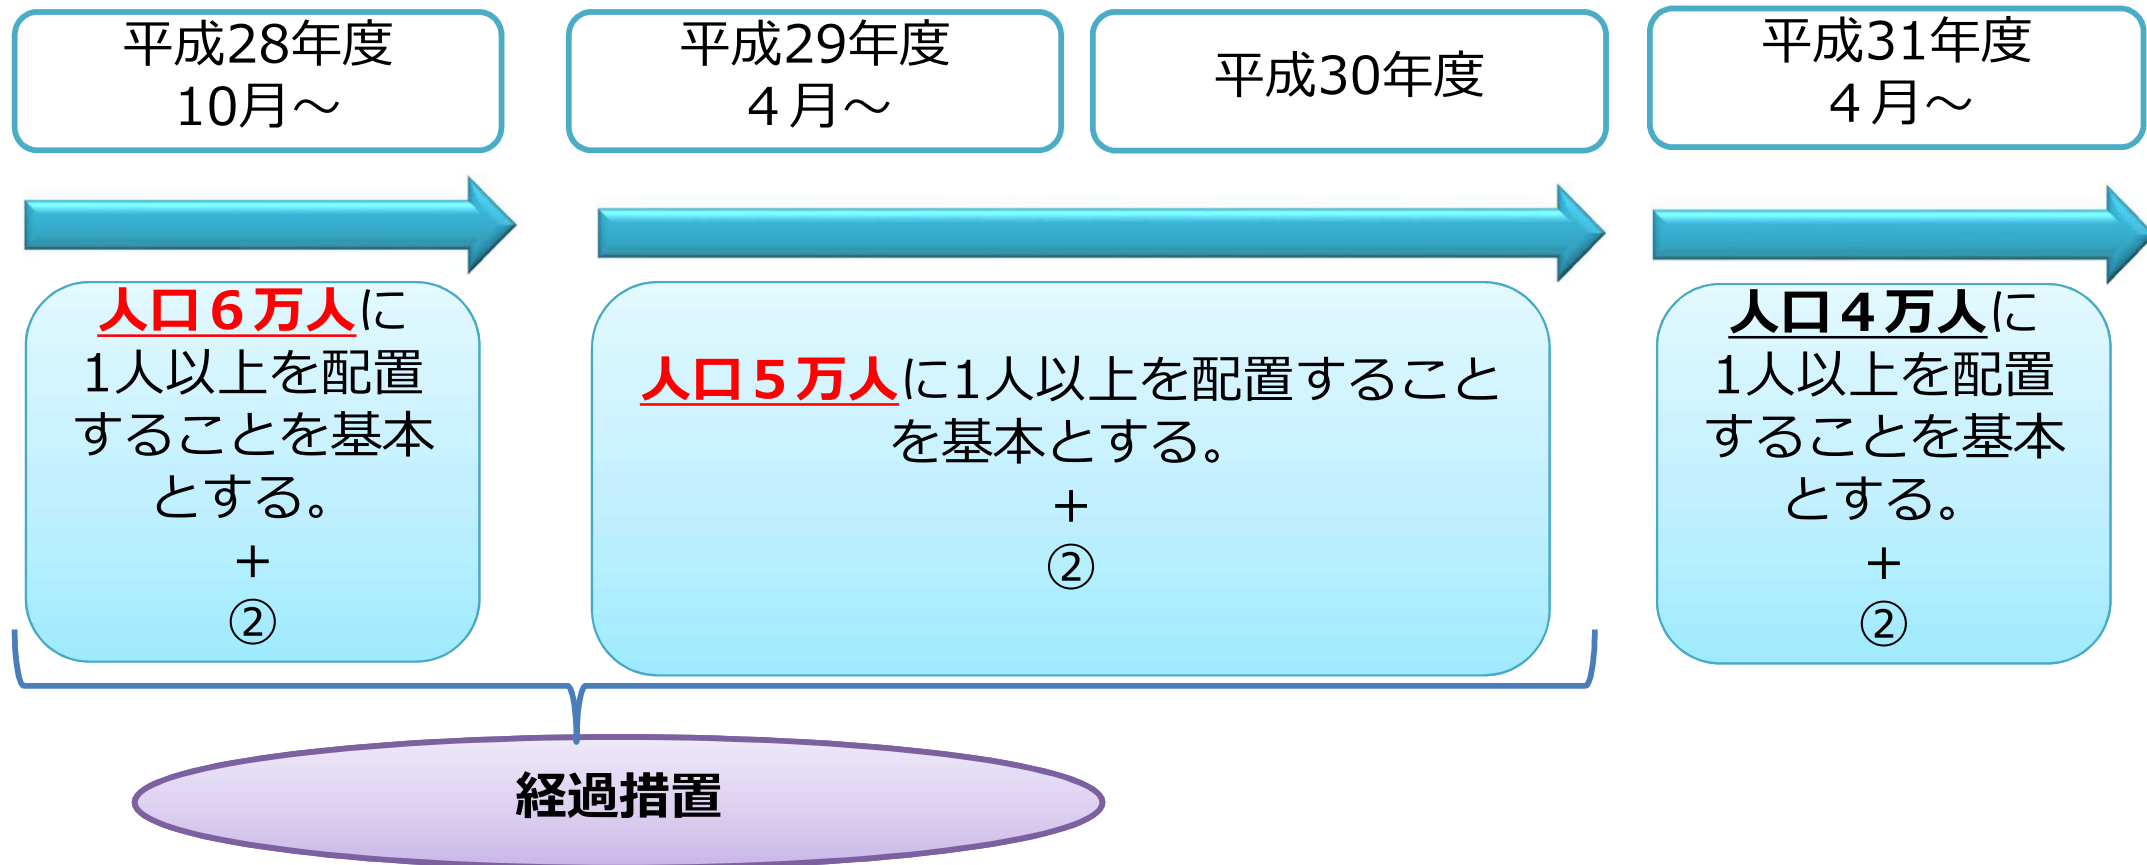 平成28年度
10月～
平成29年度
４月～
平成30年度
平成31年度
４月～
人口６万人に
1人以上を配置
することを基本
とする。
＋
②
人口５万人に1人以上を配置すること
を基本とする。
＋
②
人口４万人に
1人以上を配置
することを基本
とする。
＋
②
経過措置